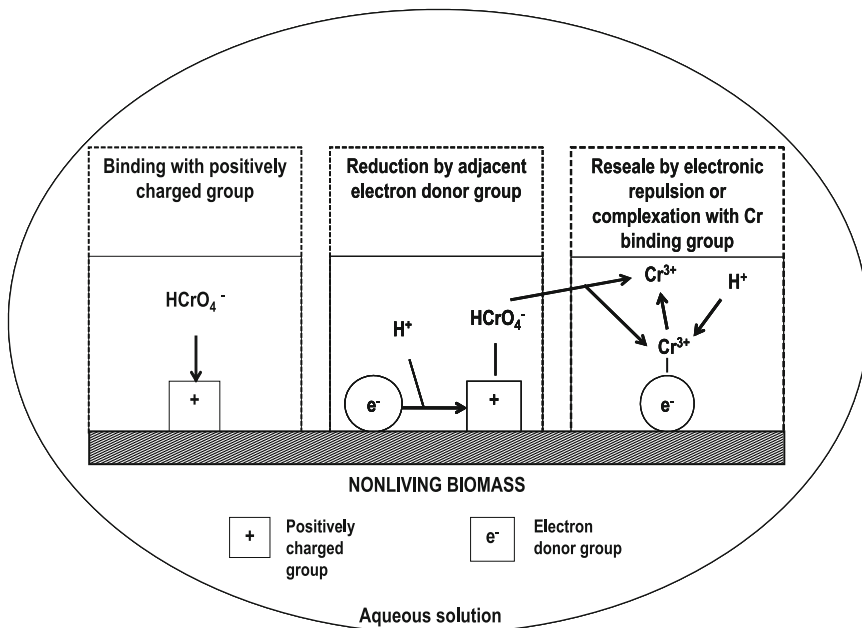 Binding with positively
charged group
HCrO₄⁻
+
Reduction by adjacent
electron donor group
H⁺
HCrO₄⁻
e⁻
+
Reseale by electronic
repulsion or
complexation with Cr
binding group
Cr³⁺
H⁺
Cr³⁺
e⁻
NONLIVING BIOMASS
+
Positively
charged
group
e⁻
Electron
donor group
Aqueous solution